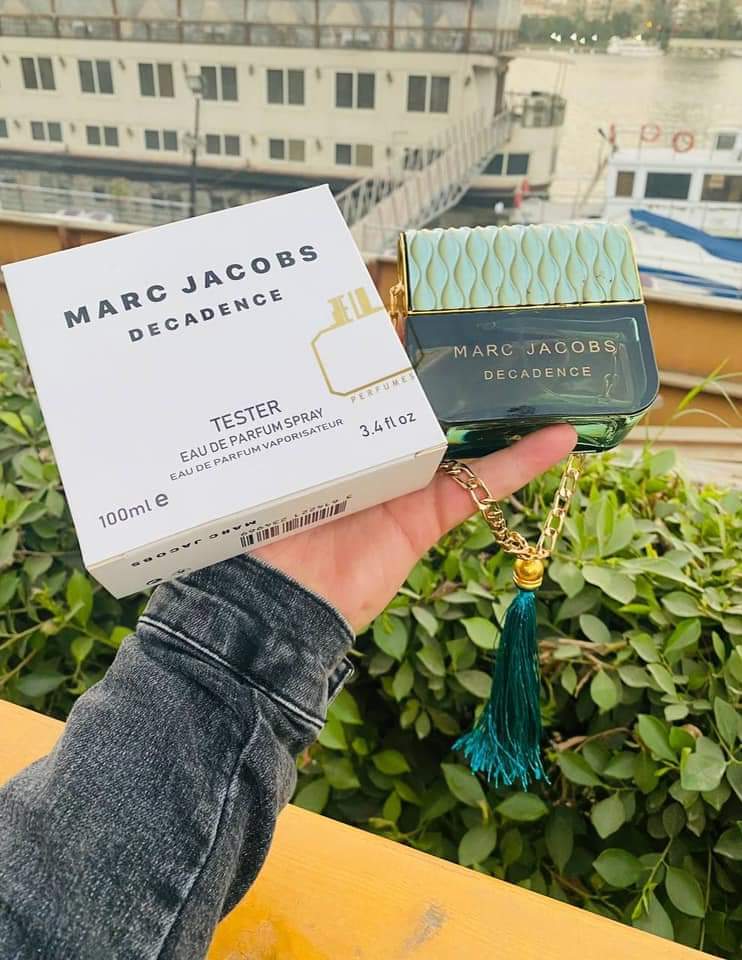 MARC JACOBS
DECADENCE
PERFUMES
TESTER
EAU DE PARFUM SPRAY
EAU DE PARFUM VAPORISATEUR
3.4 fl oz
100ml e
MARC JACOBS
MARC JACOBS
DECADENCE